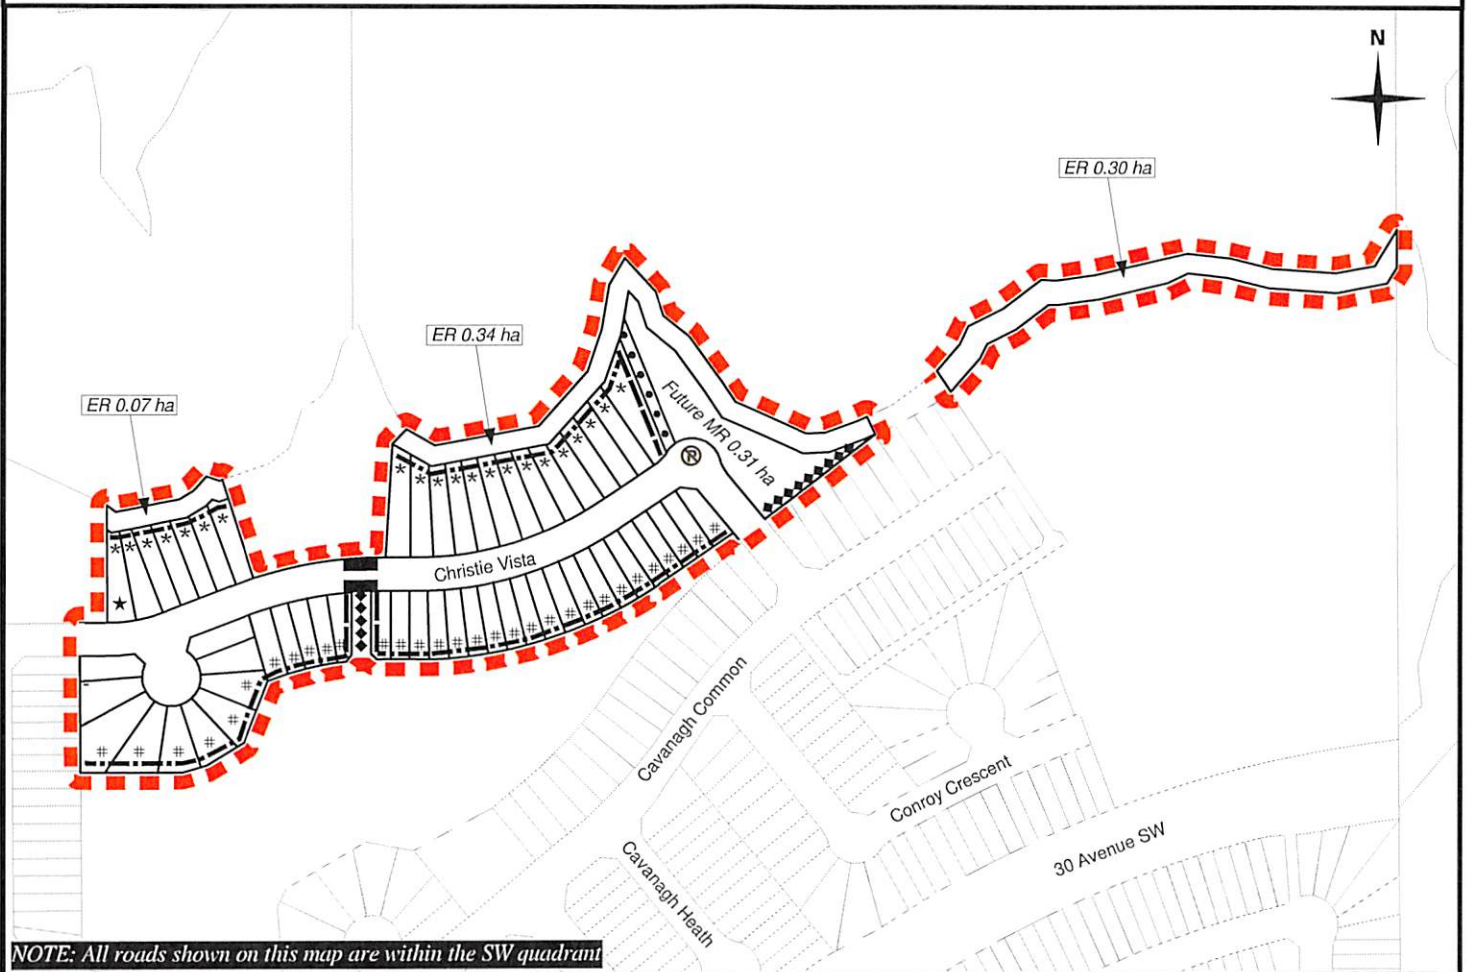 N
ER 0.30 ha
ER 0.34 ha
ER 0.07 ha
Future MR 0.31 ha
P
Christie Vista
Cavanagh Common
Conroy Crescent
Cavanagh Heath
30 Avenue SW
NOTE: All roads shown on this map are within the SW quadrant